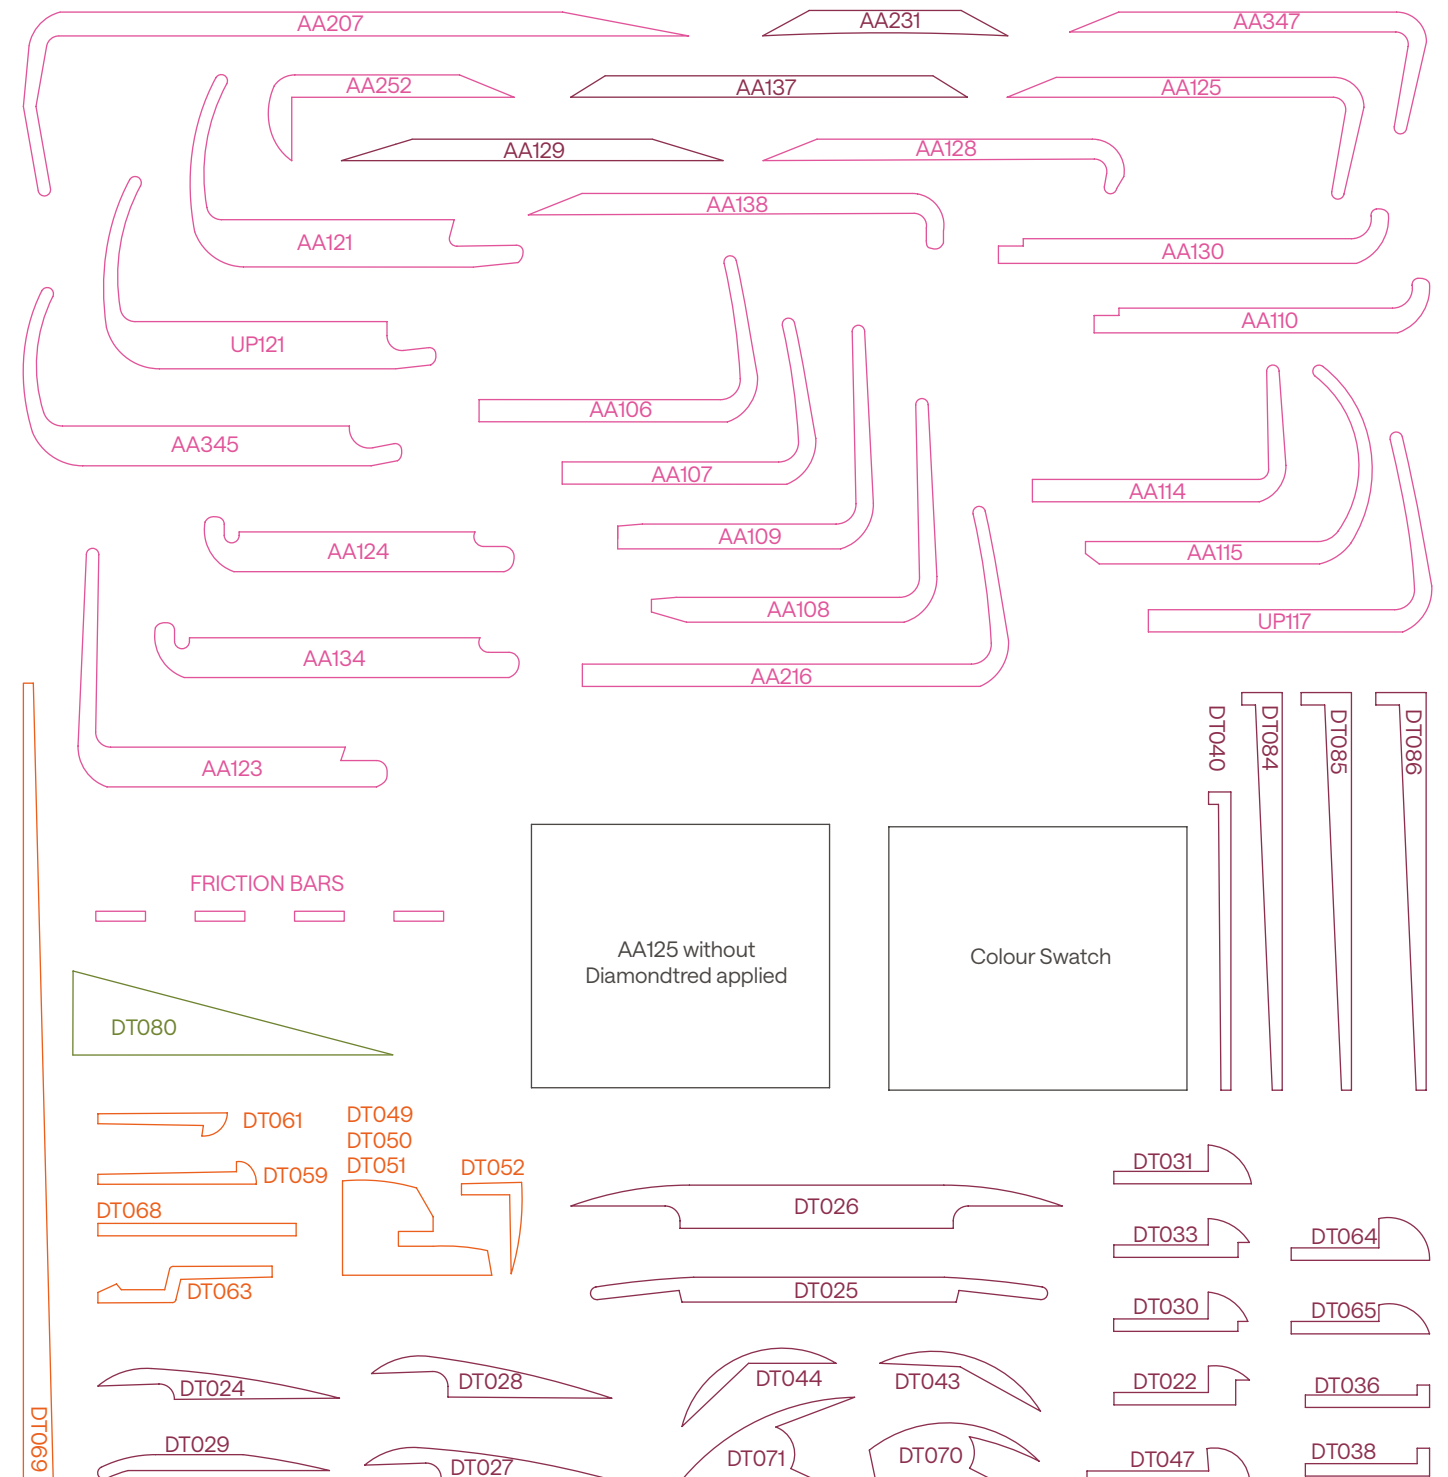 AA207
AA231
AA347
AA252
AA137
AA125
AA129
AA128
AA138
AA121
AA130
UP121
AA110
AA106
AA345
AA107
AA114
AA109
AA124
AA115
AA108
UP117
AA134
AA216
AA123
DT040
DT084
DT085
DT086
FRICTION BARS
AA125 without
Diamondtred applied
Colour Swatch
DT080
DT061
DT049
DT050
DT051
DT059
DT052
DT068
DT063
DT026
DT031
DT033
DT064
DT025
DT030
DT065
DT024
DT028
DT044
DT043
DT022
DT036
DT069
DT029
DT027
DT071
DT070
DT047
DT038